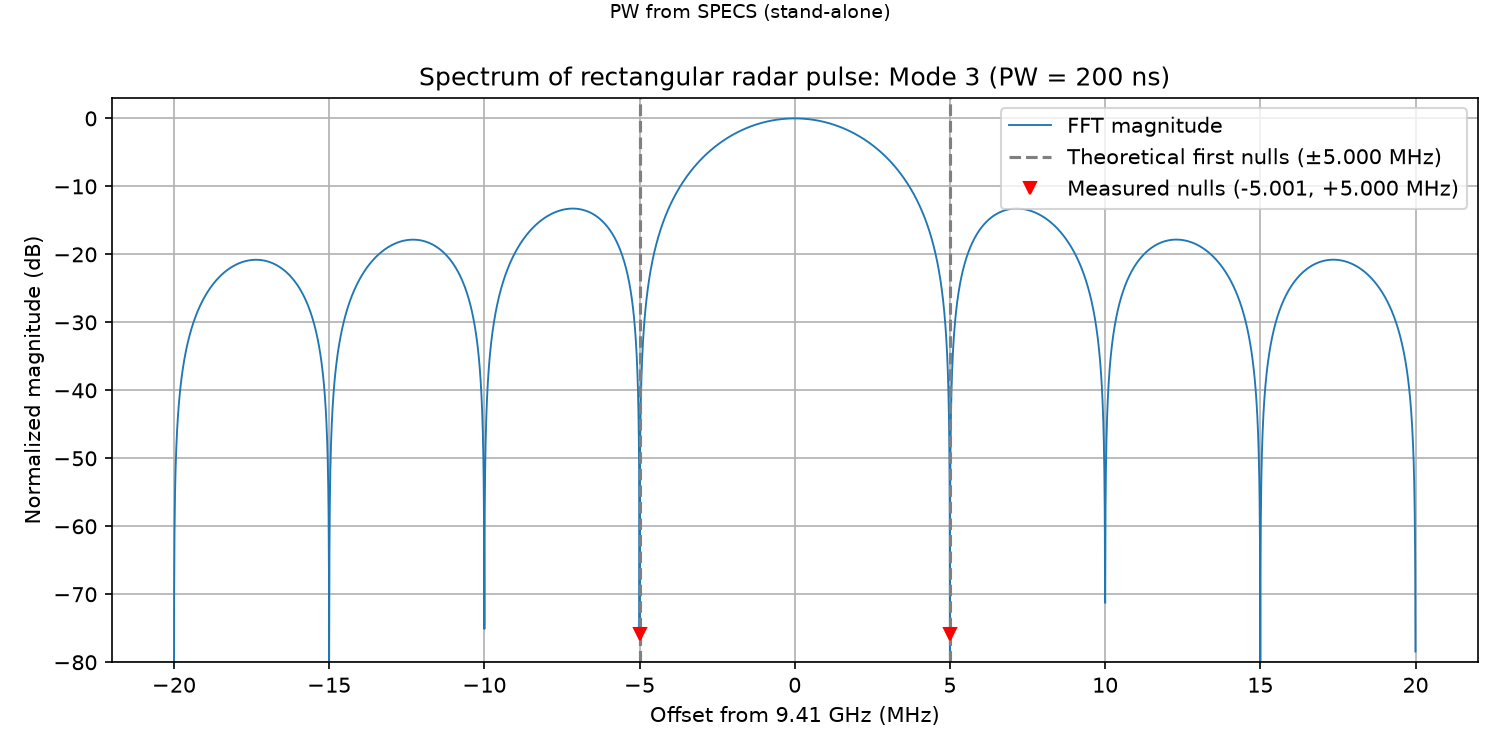 PW from SPECS (stand-alone)
Spectrum of rectangular radar pulse: Mode 3 (PW = 200 ns)
FFT magnitude
Theoretical first nulls (±5.000 MHz)
Measured nulls (-5.001, +5.000 MHz)
Normalized magnitude (dB)
0
−10
−20
−30
−40
−50
−60
−70
−80
−20 −15 −10 −5 0 5 10 15 20
Offset from 9.41 GHz (MHz)